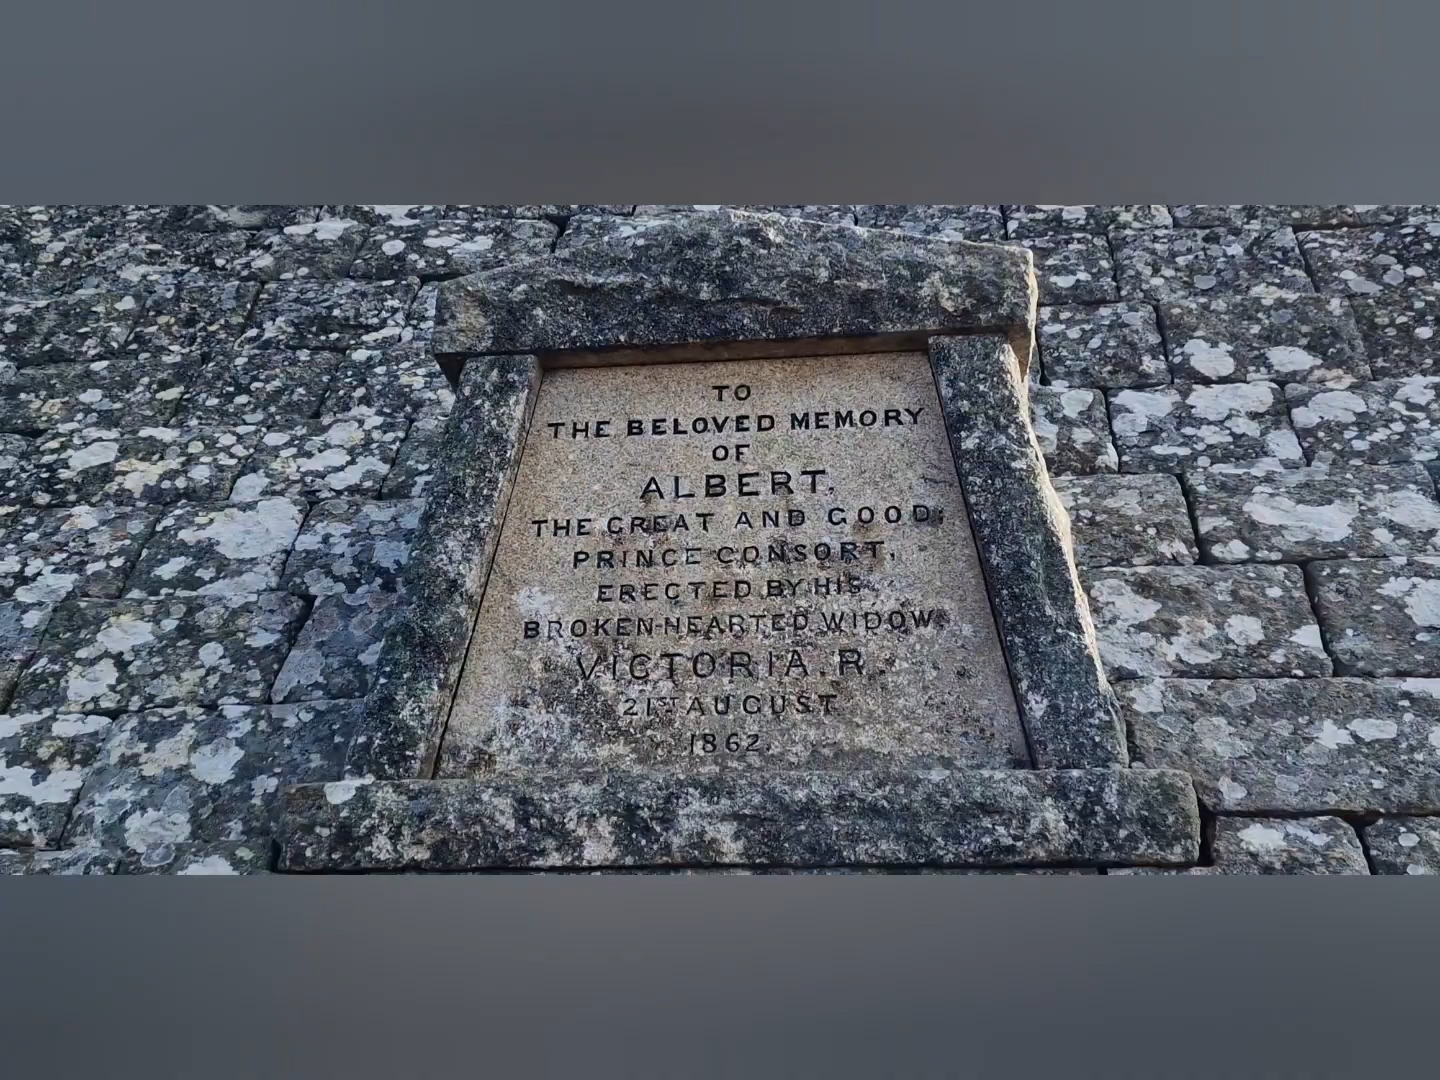 TO
THE BELOVED MEMORY
OF
ALBERT,
THE GREAT AND GOOD;
PRINCE CONSORT,
ERECTED BY HIS
BROKEN-HEARTED WIDOW
VICTORIA. R.
21ST AUGUST
1862.